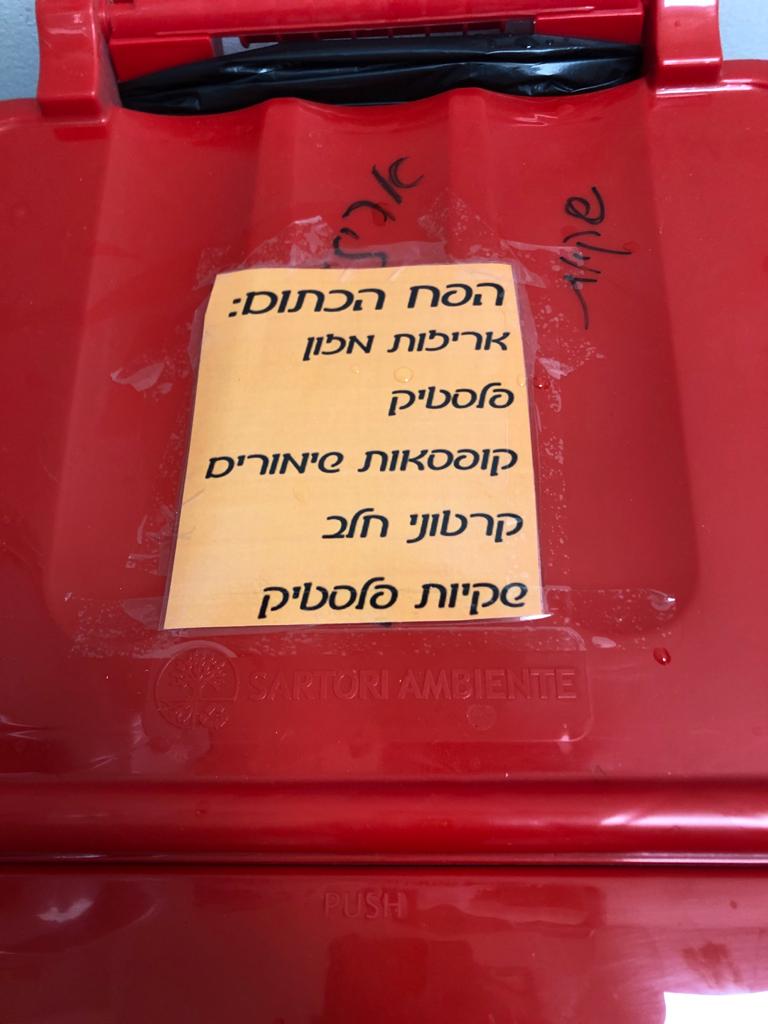 הפח הכתום:
אריזות מזון
פלסטיק
קופסאות שימורים
קרטוני חלב
שקיות פלסטיק
SARTORI AMBIENTE
PUSH